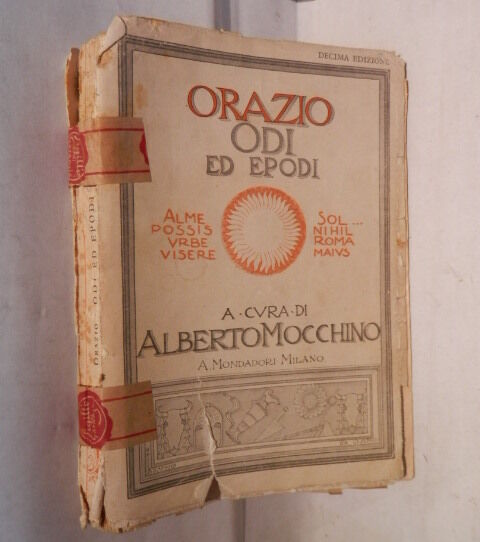 DECIMA EDIZIONE
ORAZIO
ODI
ED EPODI
ALME SOL...
POSSIS NIHIL
VRBE ROMA
VISERE MAIVS
A · CVRA · DI
ALBERTO MOCCHINO
A. MONDADORI MILANO
ORAZIO - ODI ED EPODI